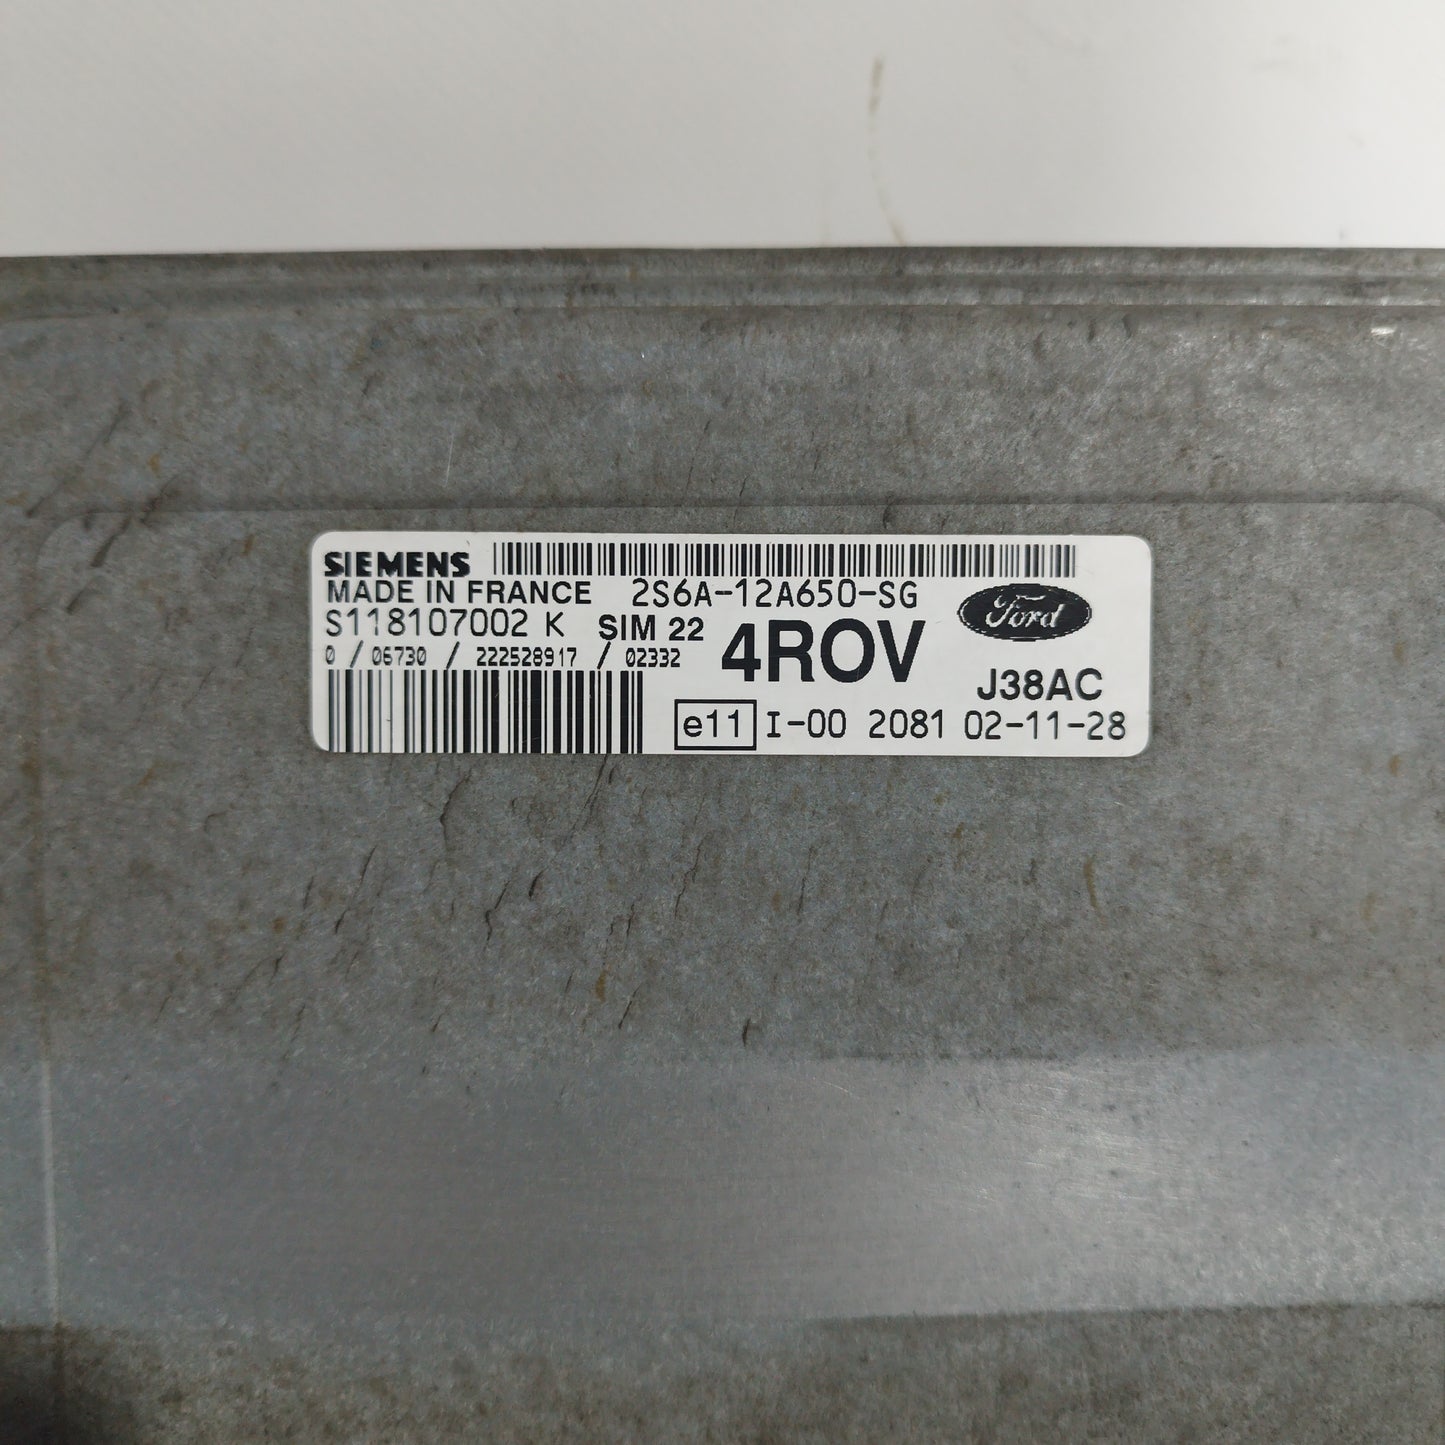 SIEMENS
MADE IN FRANCE 2S6A-12A650-SG
S118107002 K SIM 22 4ROV Ford
0 / 06730 / 222528917 / 02332
J38AC
e11 I-00 2081 02-11-28